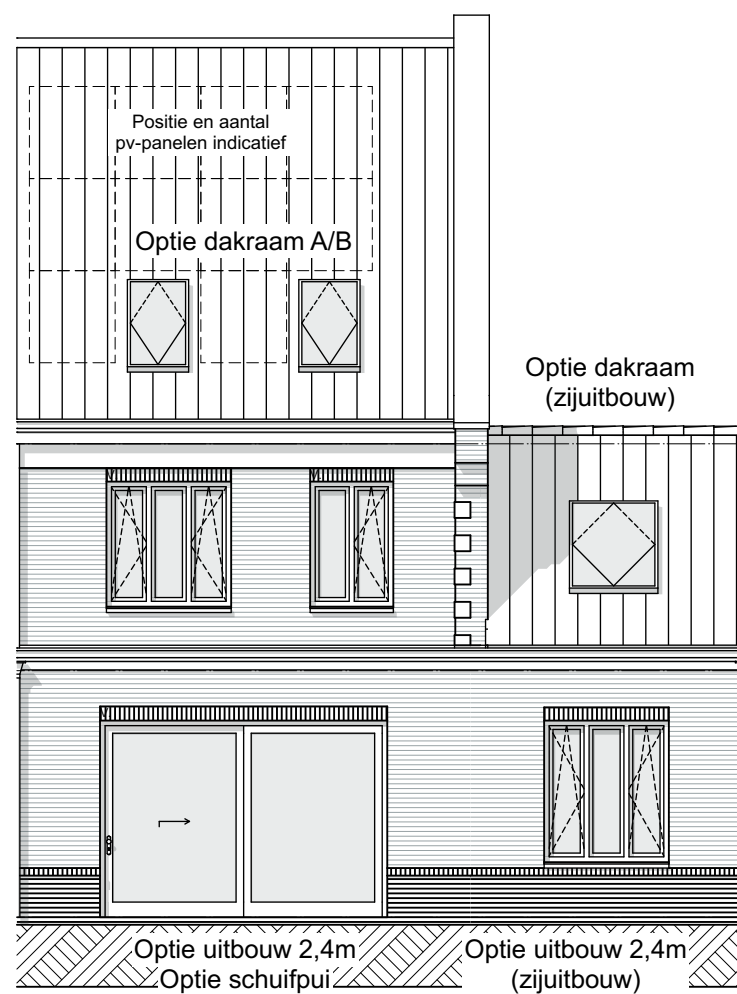 Positie en aantal
pv-panelen indicatief
Optie dakraam A/B
Optie dakraam
(zijuitbouw)
Optie uitbouw 2,4m
Optie schuifpui
Optie uitbouw 2,4m
(zijuitbouw)